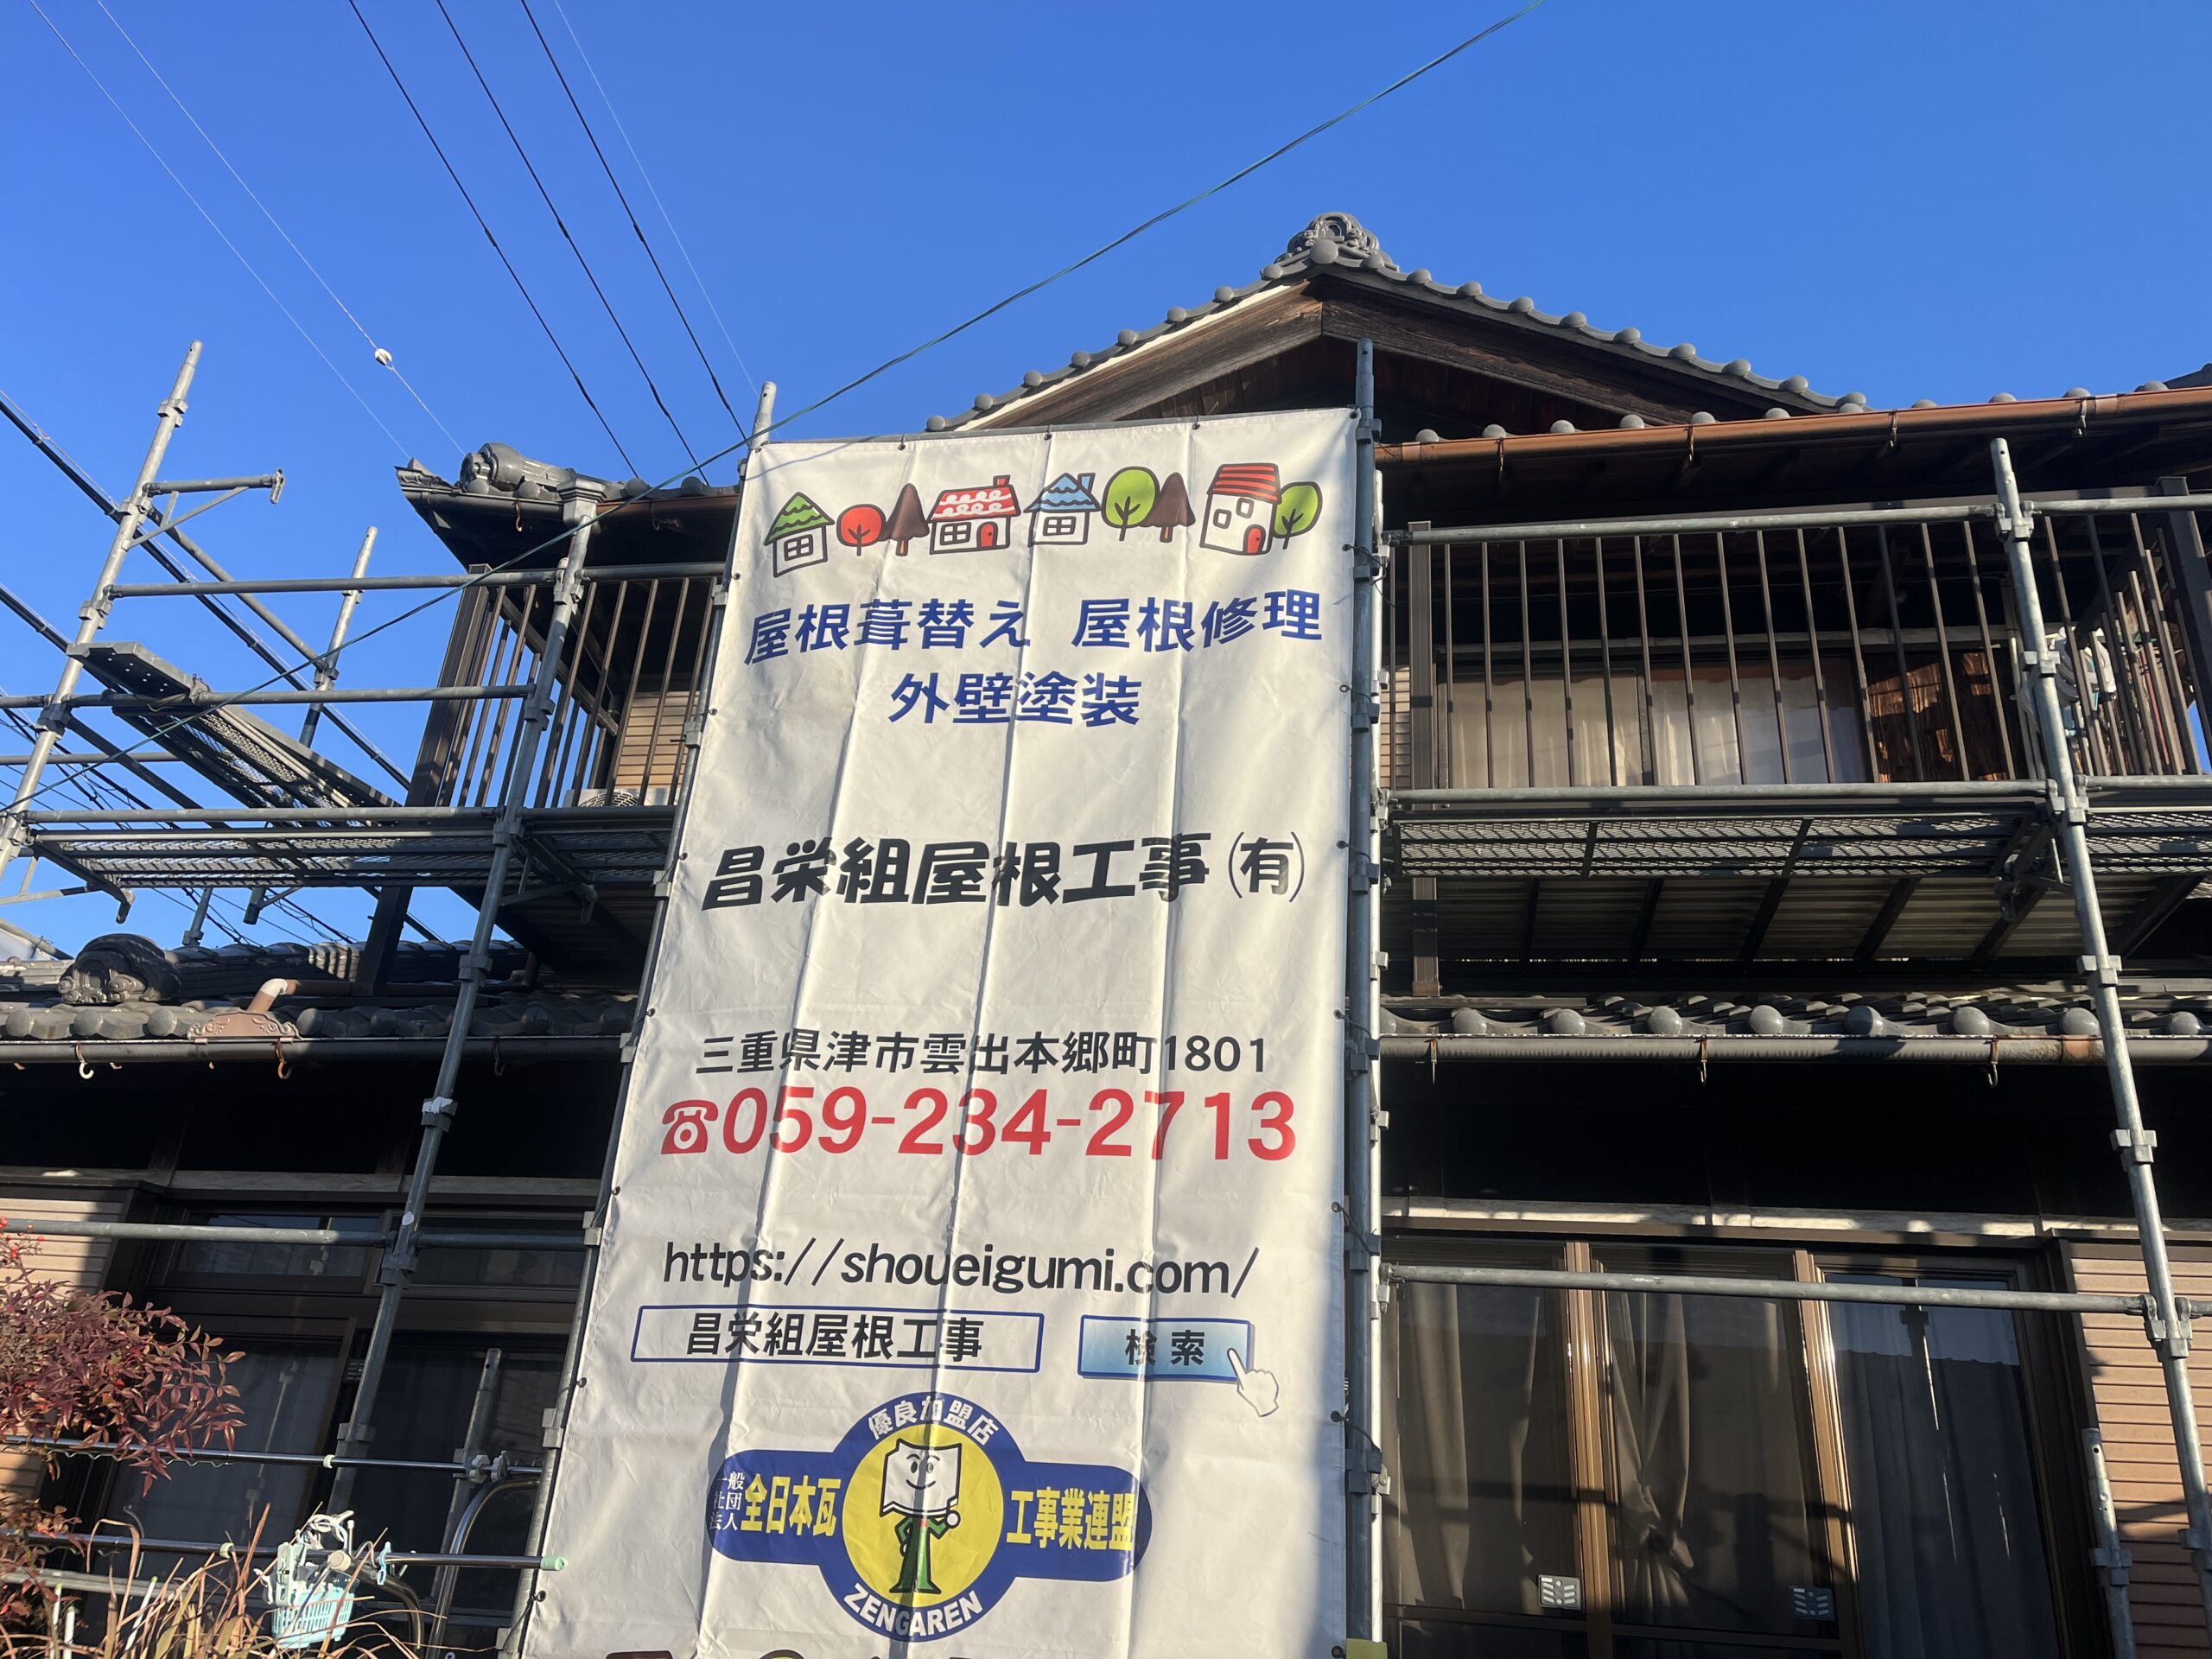 屋根葺替え 屋根修理
外壁塗装
昌栄組屋根工事(有)
三重県津市雲出本郷町1801
☎059-234-2713
https://shoueigumi.com/
昌栄組屋根工事 検索
優良加盟店
一般社団法人 全日本瓦工事業連盟
ZENGAREN